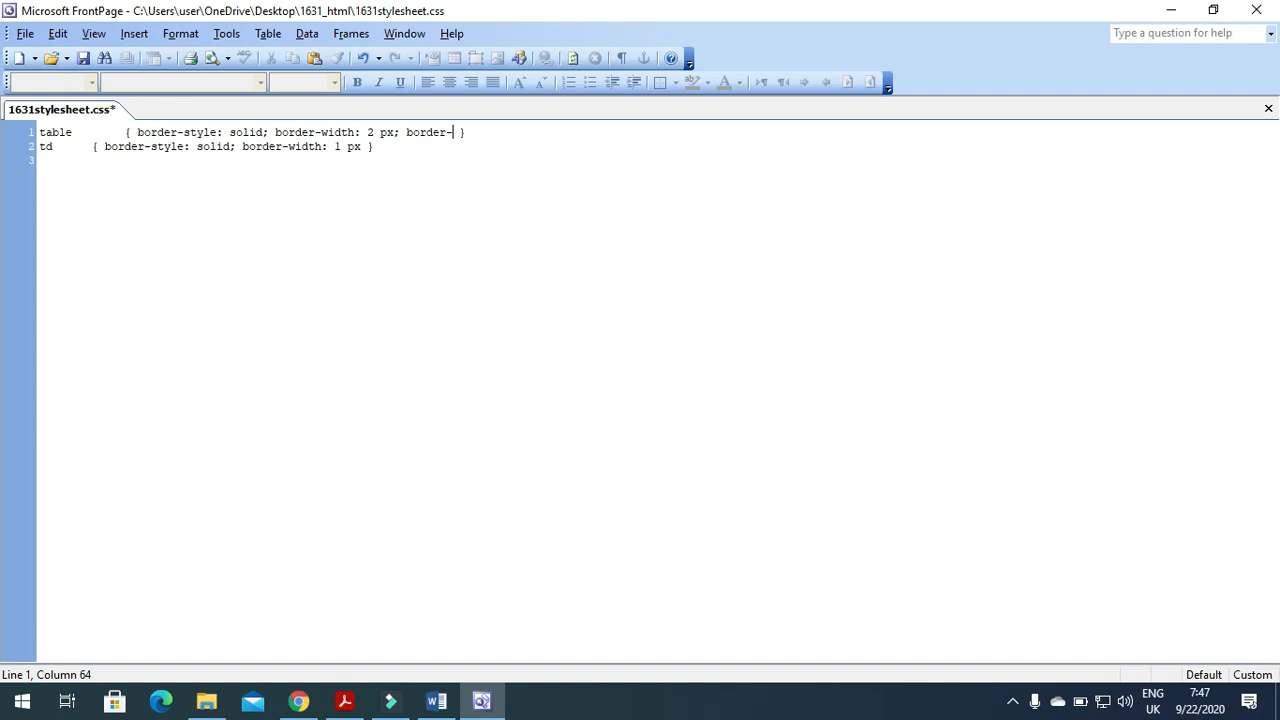 Microsoft FrontPage - C:\Users\user\OneDrive\Desktop\1631_html\1631stylesheet.css
File Edit View Insert Format Tools Table Data Frames Window Help
Type a question for help
B I U
1631stylesheet.css*
1 table { border-style: solid; border-width: 2 px; border- }
2 td { border-style: solid; border-width: 1 px }
3
Line 1, Column 64
Default Custom
ENG 7:47
UK 9/22/2020